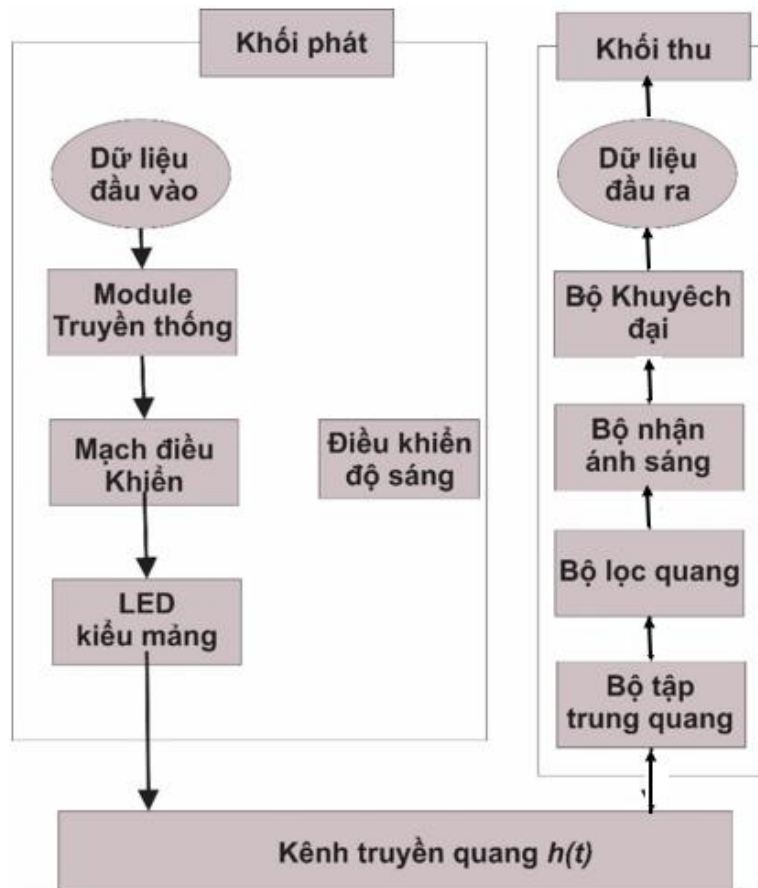 Khối phát
Dữ liệu
đầu vào
Module
Truyền thống
Mạch điều
Khiển
Điều khiển
độ sáng
LED
kiểu mảng
Khối thu
Dữ liệu
đầu ra
Bộ Khuyêch
đại
Bộ nhận
ánh sáng
Bộ lọc quang
Bộ tập
trung quang
Kênh truyền quang h(t)